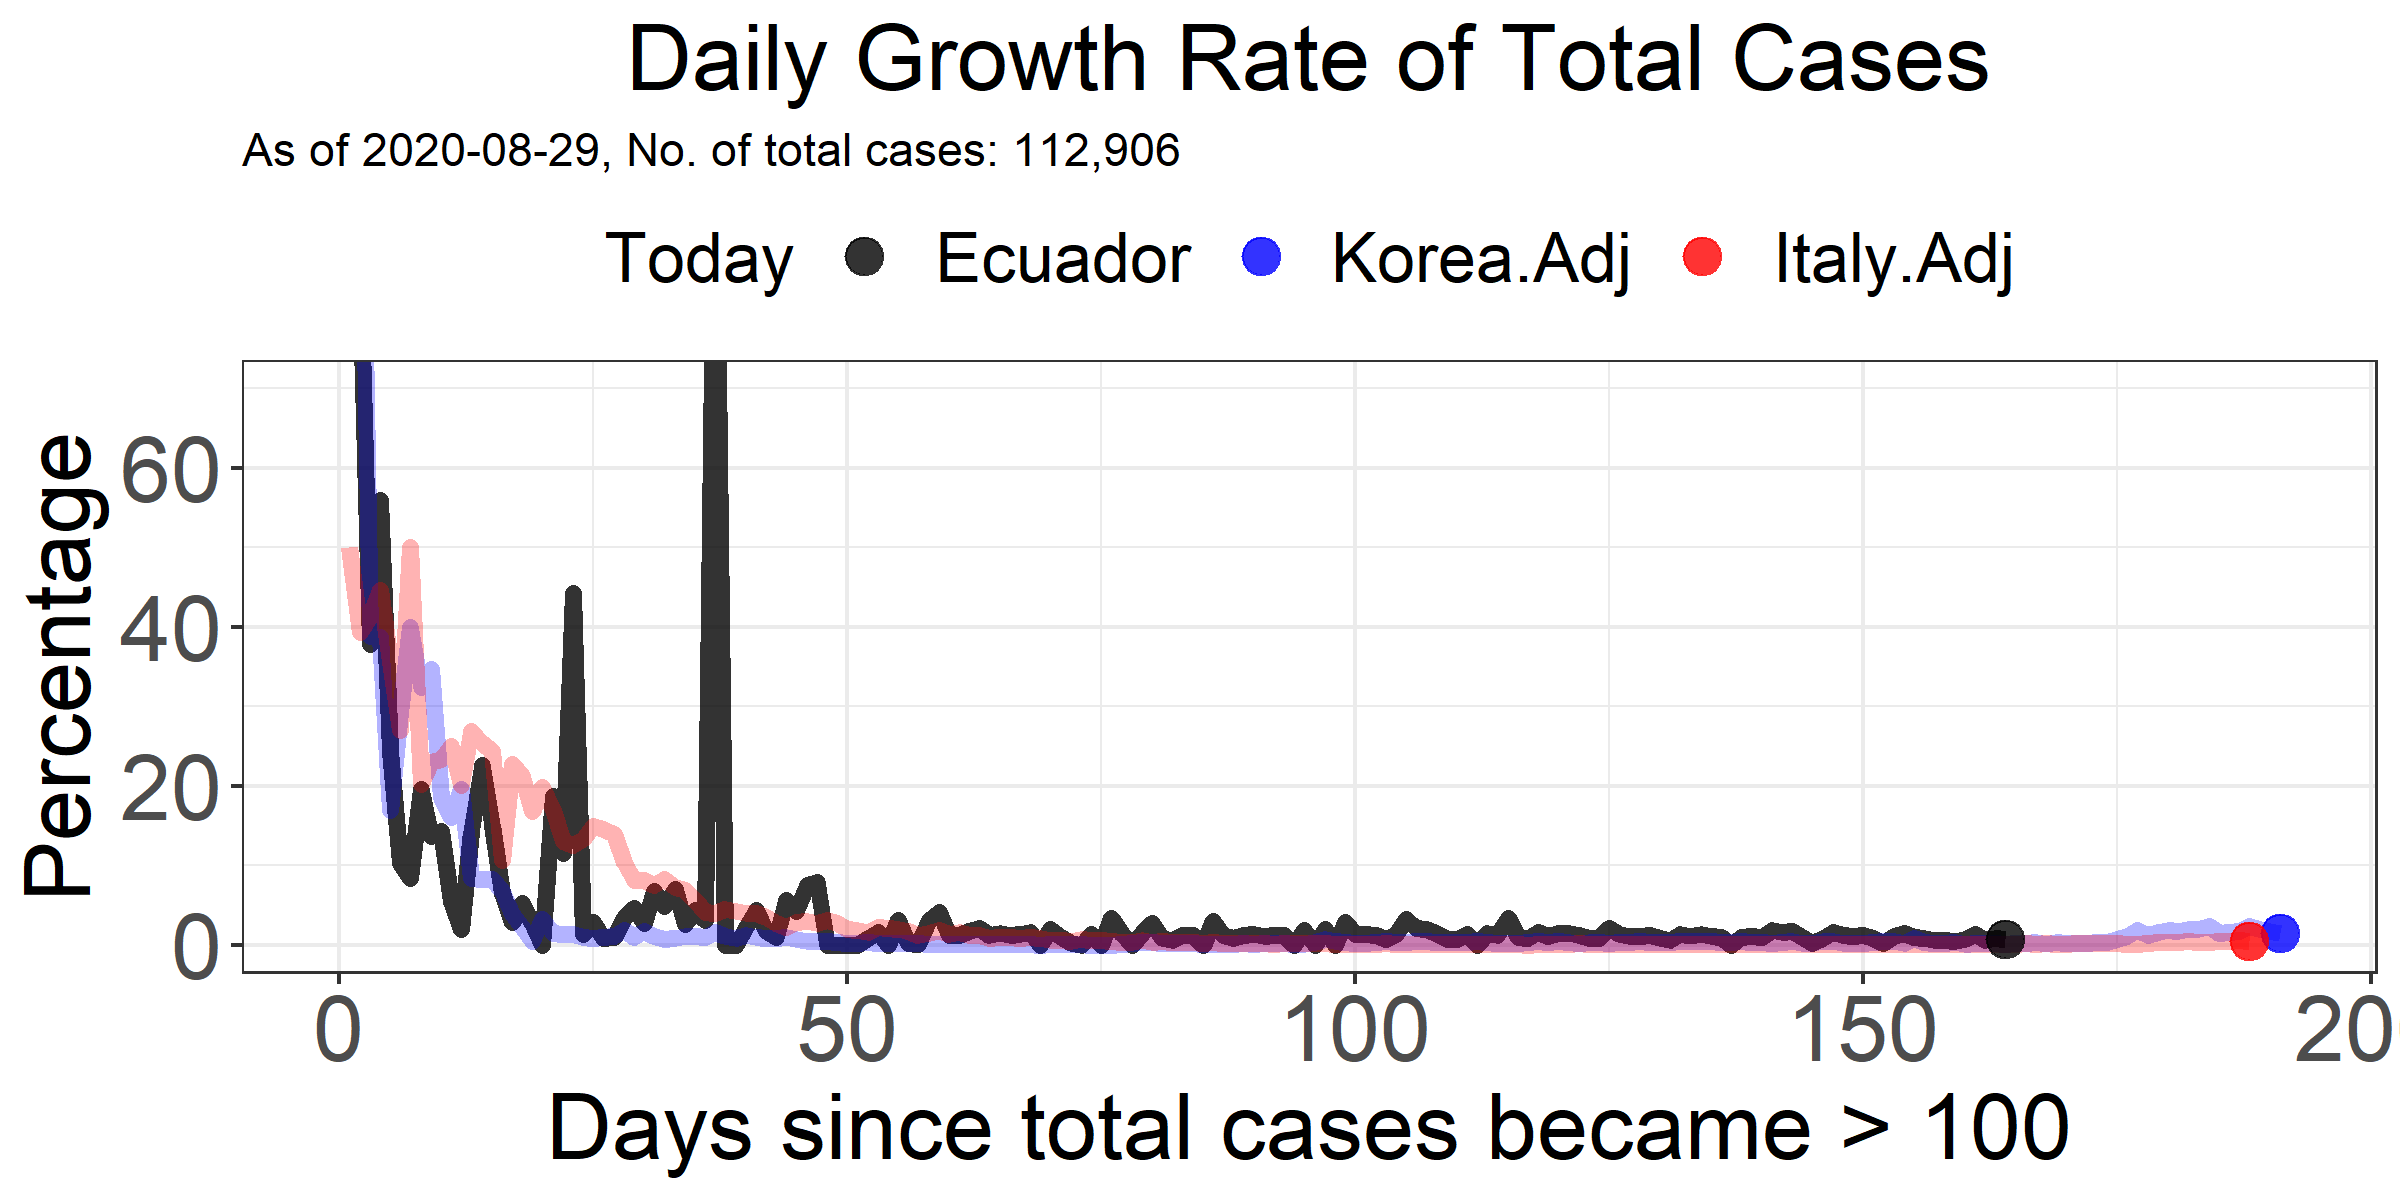 Daily Growth Rate of Total Cases
As of 2020-08-29, No. of total cases: 112,906
Today Ecuador Korea.Adj Italy.Adj
Percentage
60
40
20
0
0 50 100 150 20
Days since total cases became > 100